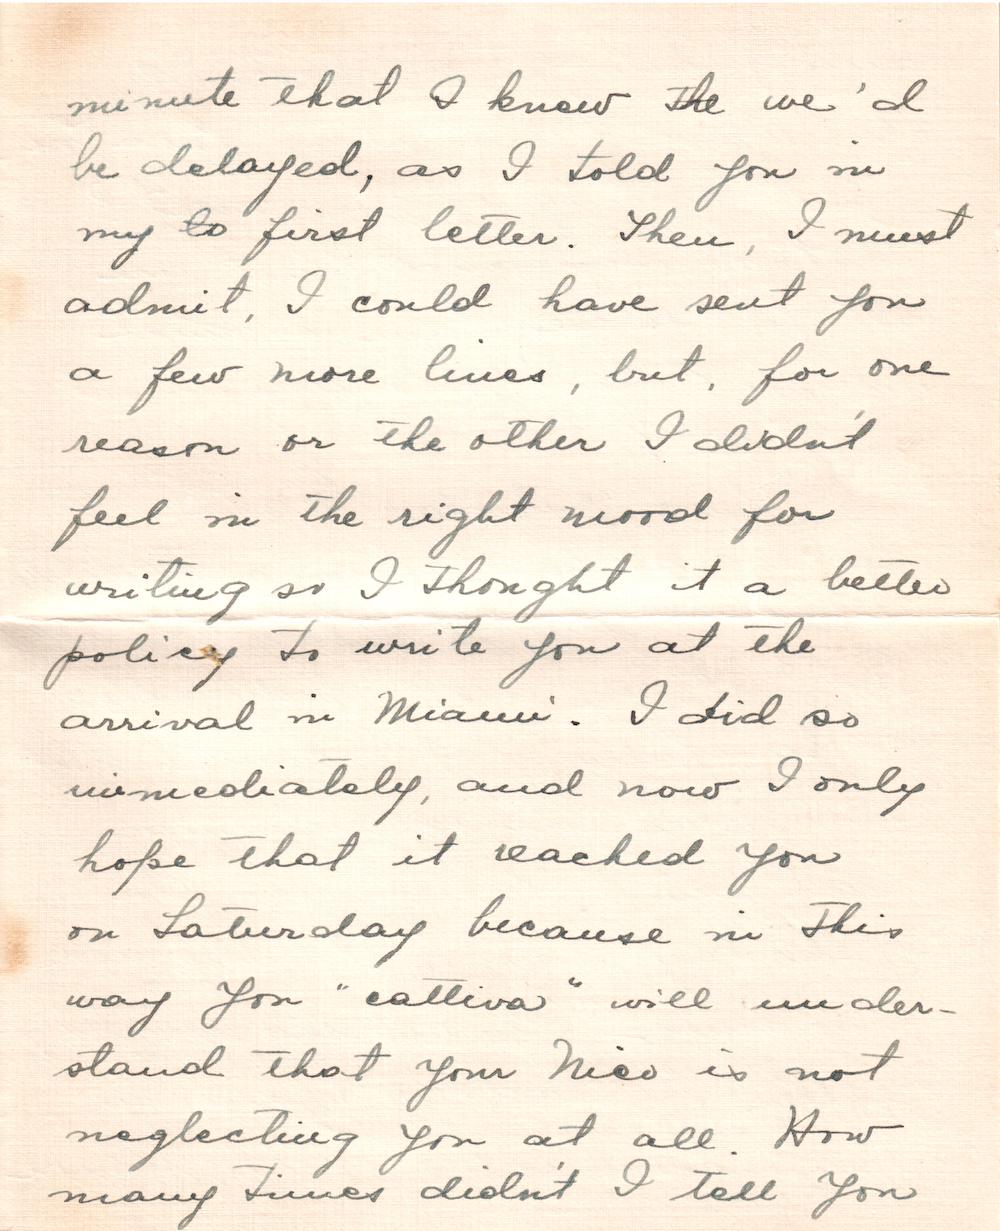 minute that I knew the we'd
be delayed, as I told you in
my to first letter. Then, I must
admit, I could have sent you
a few more lines, but, for one
reason or the other I didn't
feel in the right mood for
writing so I thought it a better
policy to write you at the
arrival in Miami. I did so
immediately, and now I only
hope that it reached you
on Saturday because in this
way you "cattiva" will under-
stand that your Nico is not
neglecting you at all. How
many times didn't I tell you